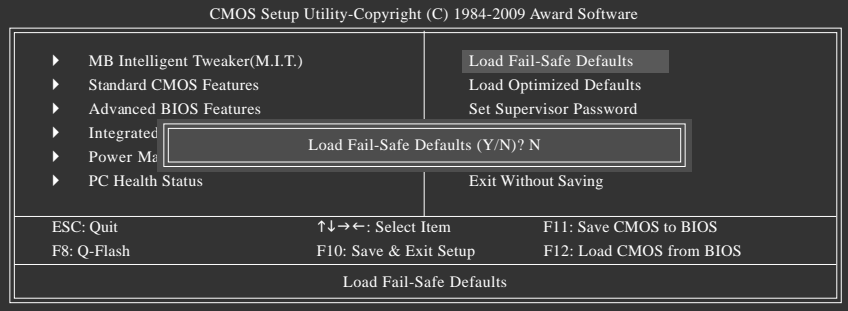 CMOS Setup Utility-Copyright (C) 1984-2009 Award Software
MB Intelligent Tweaker(M.I.T.)
Standard CMOS Features
Advanced BIOS Features
Integrated
Power Ma
PC Health Status
Load Fail-Safe Defaults
Load Optimized Defaults
Set Supervisor Password
Exit Without Saving
Load Fail-Safe Defaults (Y/N)? N
ESC: Quit
↑↓→←: Select Item
F11: Save CMOS to BIOS
F8: Q-Flash
F10: Save & Exit Setup
F12: Load CMOS from BIOS
Load Fail-Safe Defaults